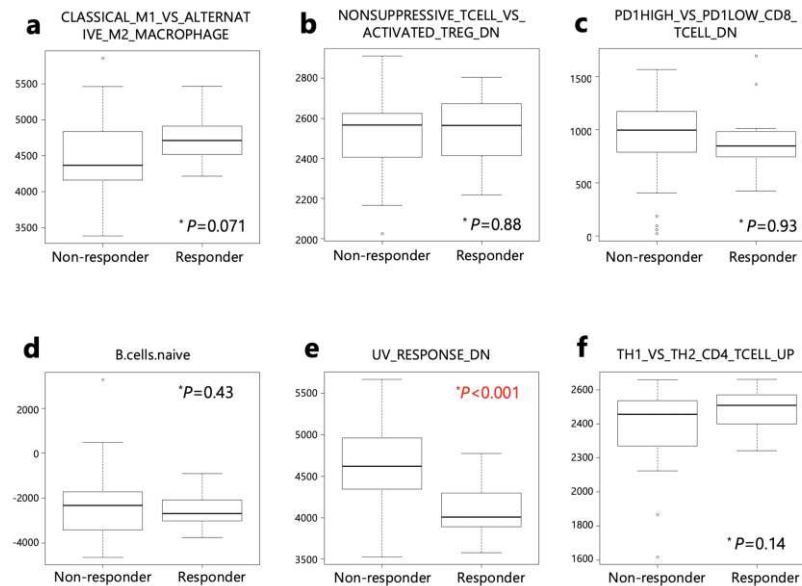 a
CLASSICAL_M1_VS_ALTERNAT
IVE_M2_MACROPHAGE
5500
5000
4500
4000
3500
*P=0.071
Non-responder Responder
b
NONSUPPRESSIVE_TCELL_VS_
ACTIVATED_TREG_DN
2800
2600
2400
2200
2000
*P=0.88
Non-responder Responder
c
PD1HIGH_VS_PD1LOW_CD8_
TCELL_DN
1500
1000
500
0
*P=0.93
Non-responder Responder
d
B.cells.naive
2000
0
-2000
-4000
*P=0.43
Non-responder Responder
e
UV_RESPONSE_DN
5500
5000
4500
4000
3500
*P<0.001
Non-responder Responder
f
TH1_VS_TH2_CD4_TCELL_UP
2600
2400
2300
2000
1800
1600
*P=0.14
Non-responder Responder